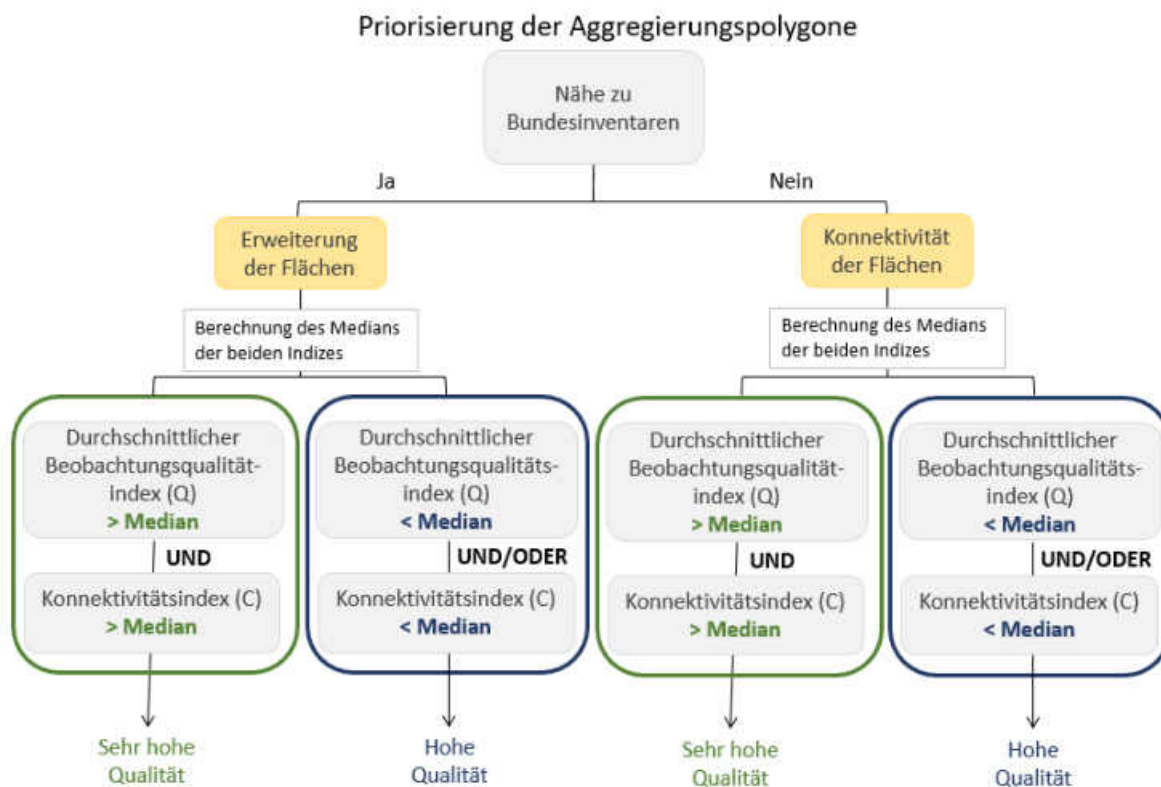 Priorisierung der Aggregierungspolygone
Nähe zu
Bundesinventaren
Ja
Nein
Erweiterung
der Flächen
Konnektivität
der Flächen
Berechnung des Medians
der beiden Indizes
Berechnung des Medians
der beiden Indizes
Durchschnittlicher
Beobachtungsqualität-
index (Q)
> Median
UND
Konnektivitätsindex (C)
> Median
Durchschnittlicher
Beobachtungsqualitäts-
index (Q)
< Median
UND/ODER
Konnektivitätsindex (C)
< Median
Durchschnittlicher
Beobachtungsqualität-
index (Q)
> Median
UND
Konnektivitätsindex (C)
> Median
Durchschnittlicher
Beobachtungsqualitäts-
index (Q)
< Median
UND/ODER
Konnektivitätsindex (C)
< Median
Sehr hohe
Qualität
Hohe
Qualität
Sehr hohe
Qualität
Hohe
Qualität